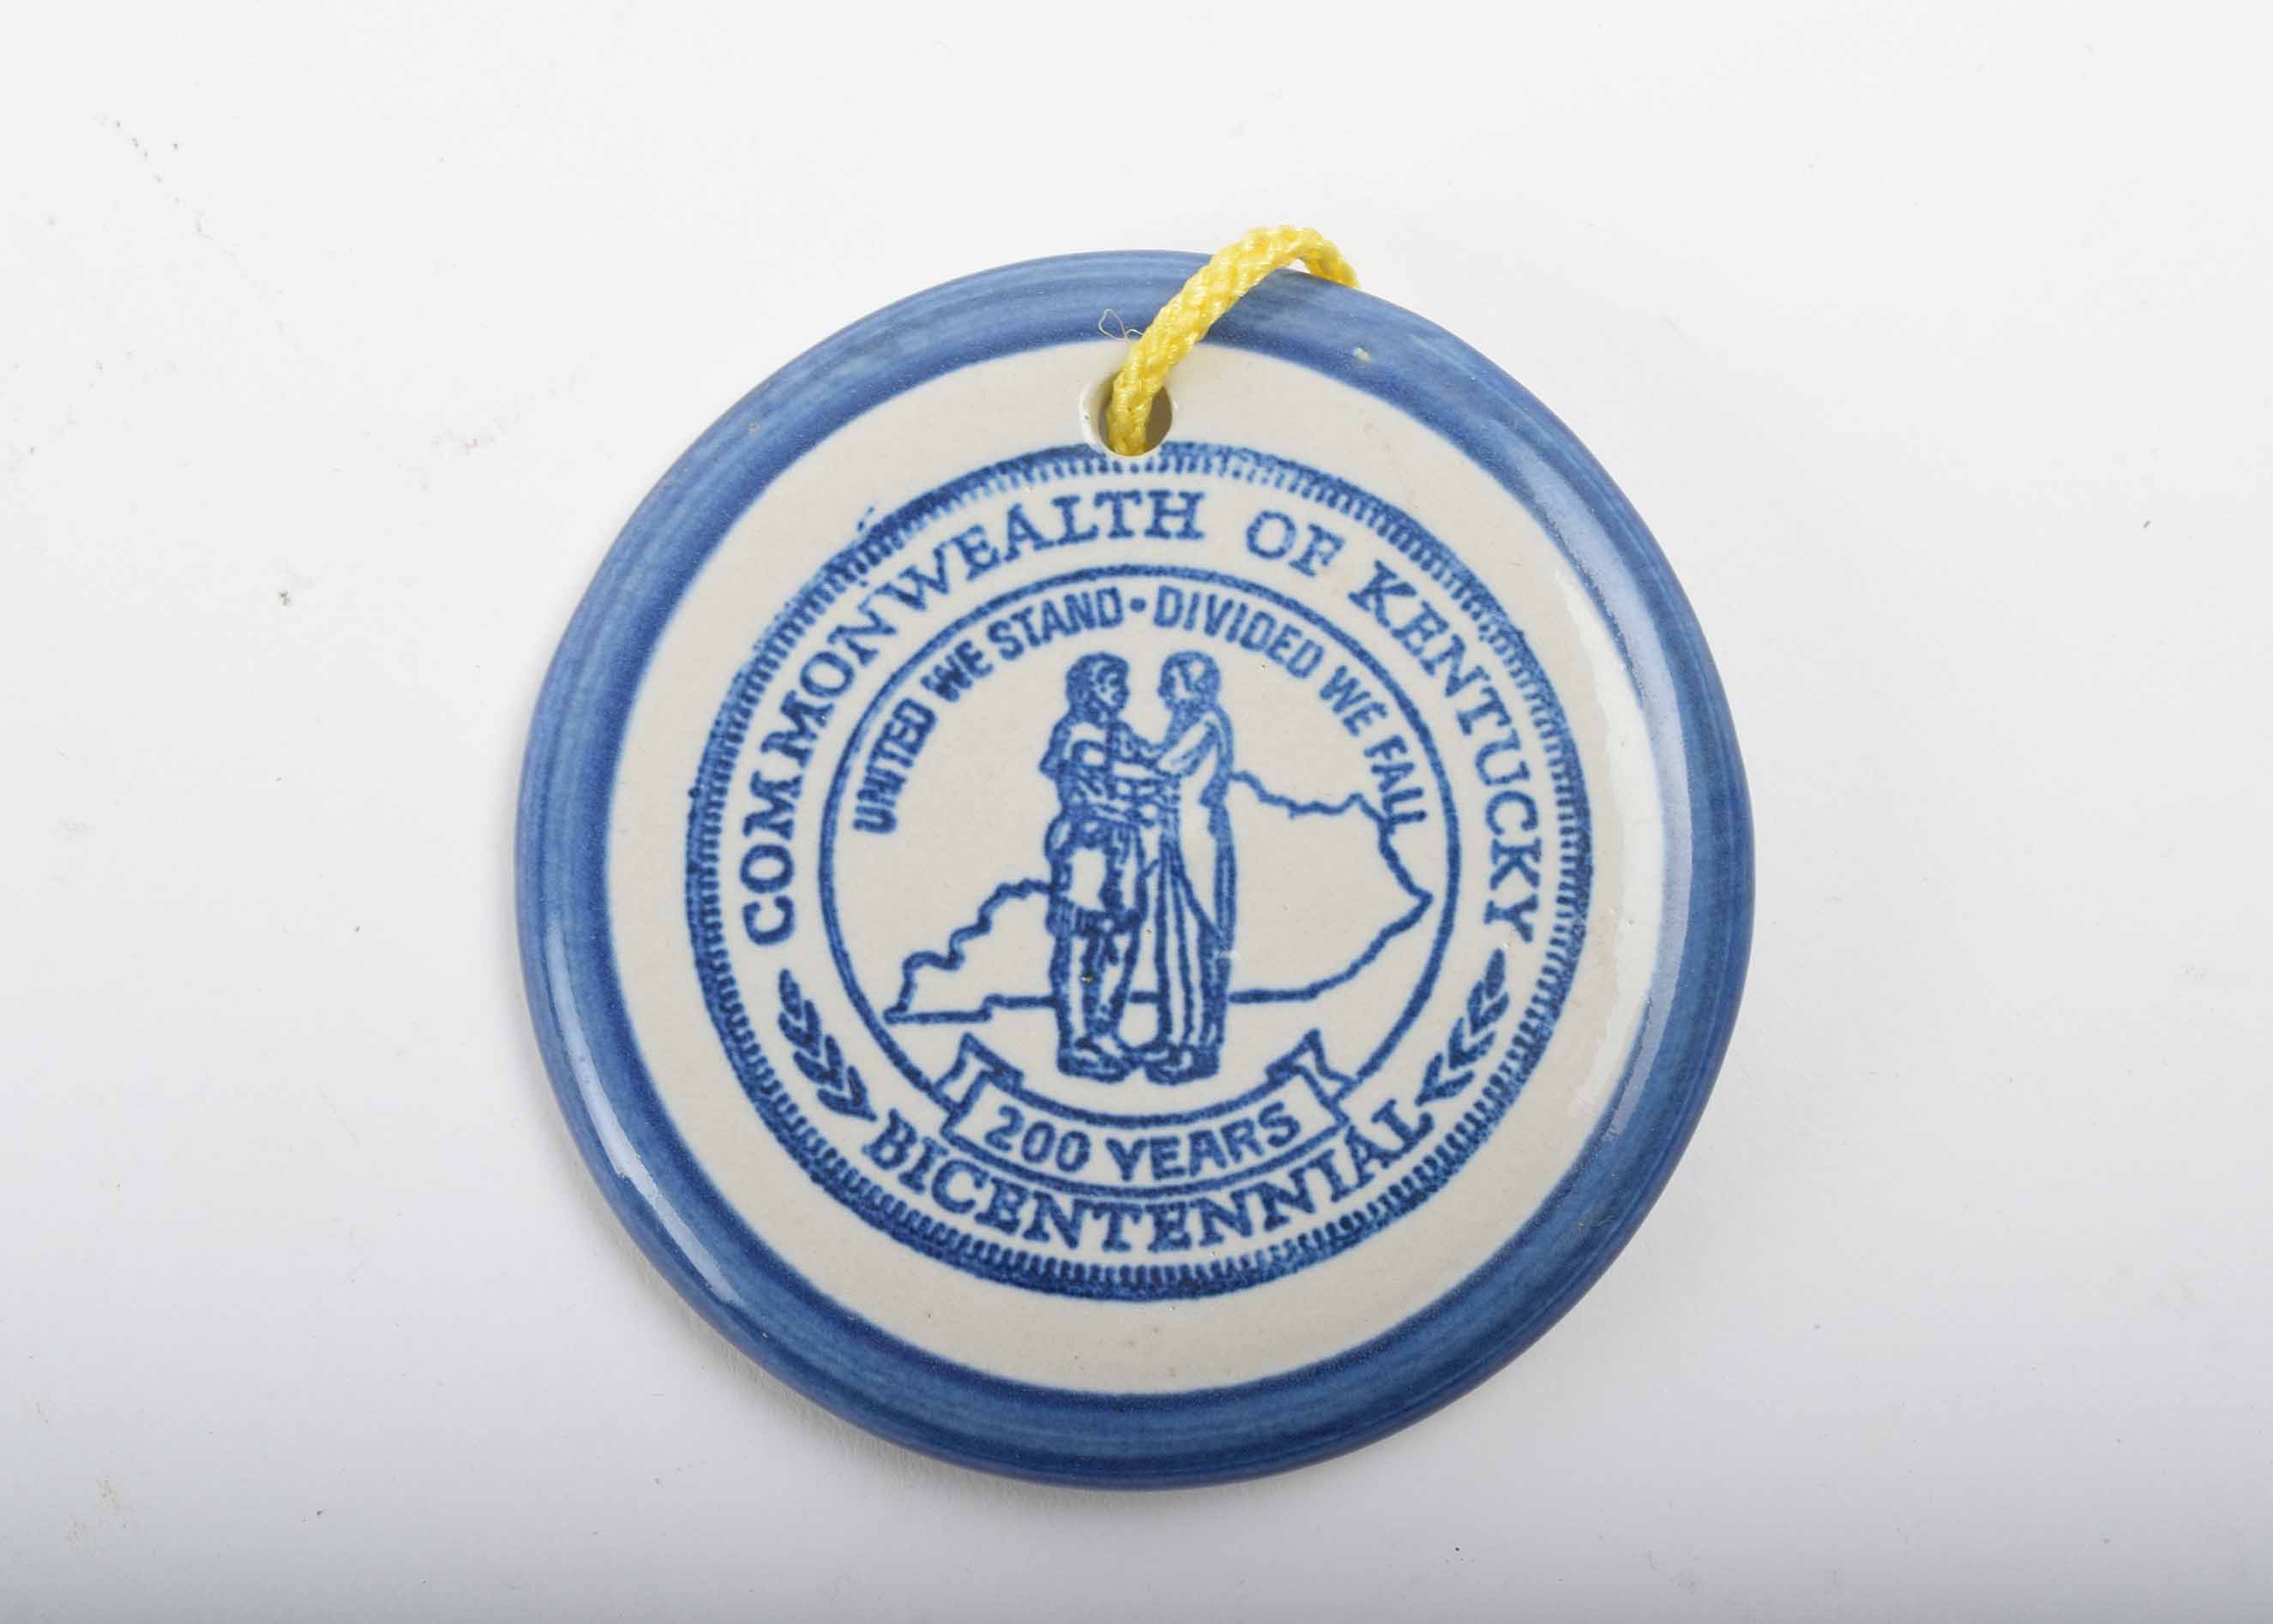 COMMONWEALTH OF KENTUCKY
UNITED WE STAND • DIVIDED WE FALL
200 YEARS
BICENTENNIAL